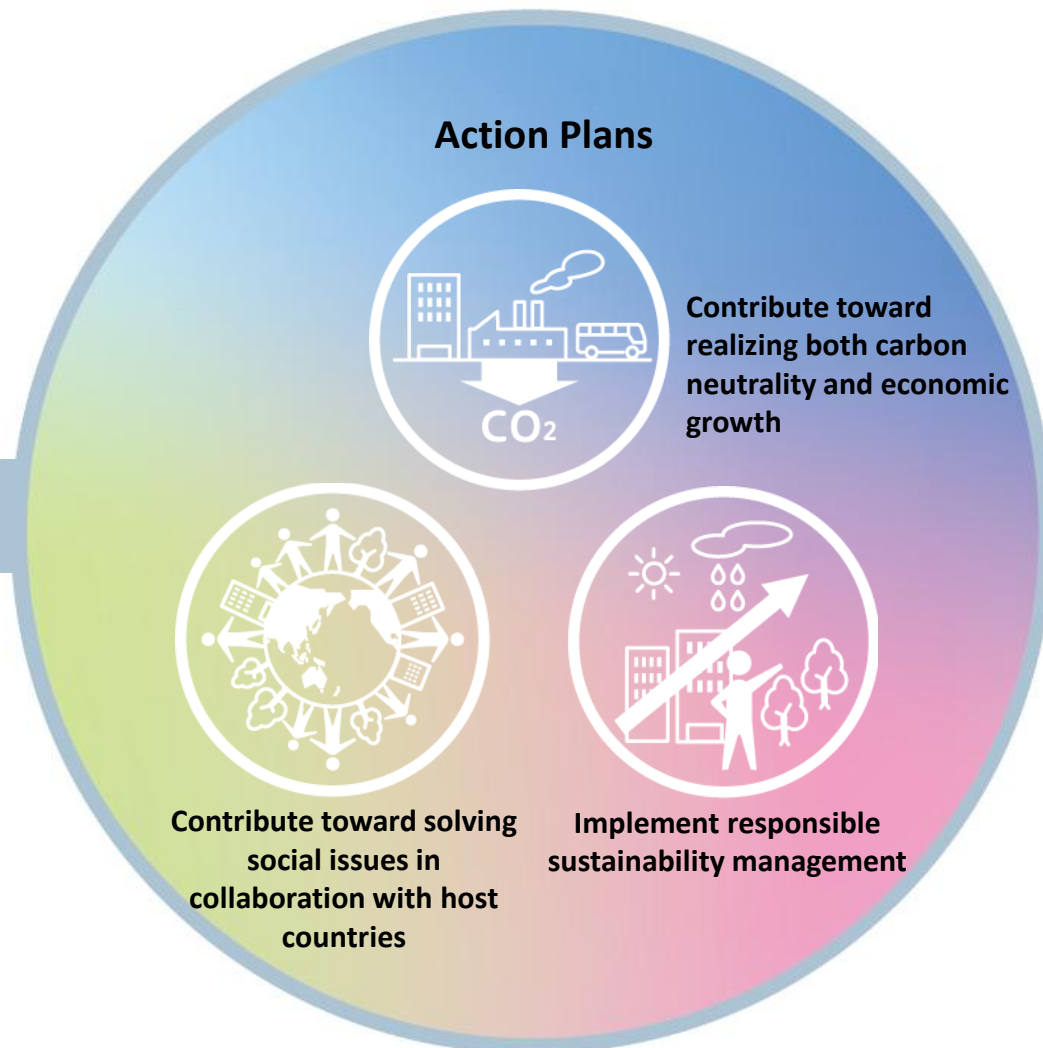 Action Plans
Contribute toward
realizing both carbon
neutrality and economic
growth
CO₂
Contribute toward solving
social issues in
collaboration with host
countries
Implement responsible
sustainability management